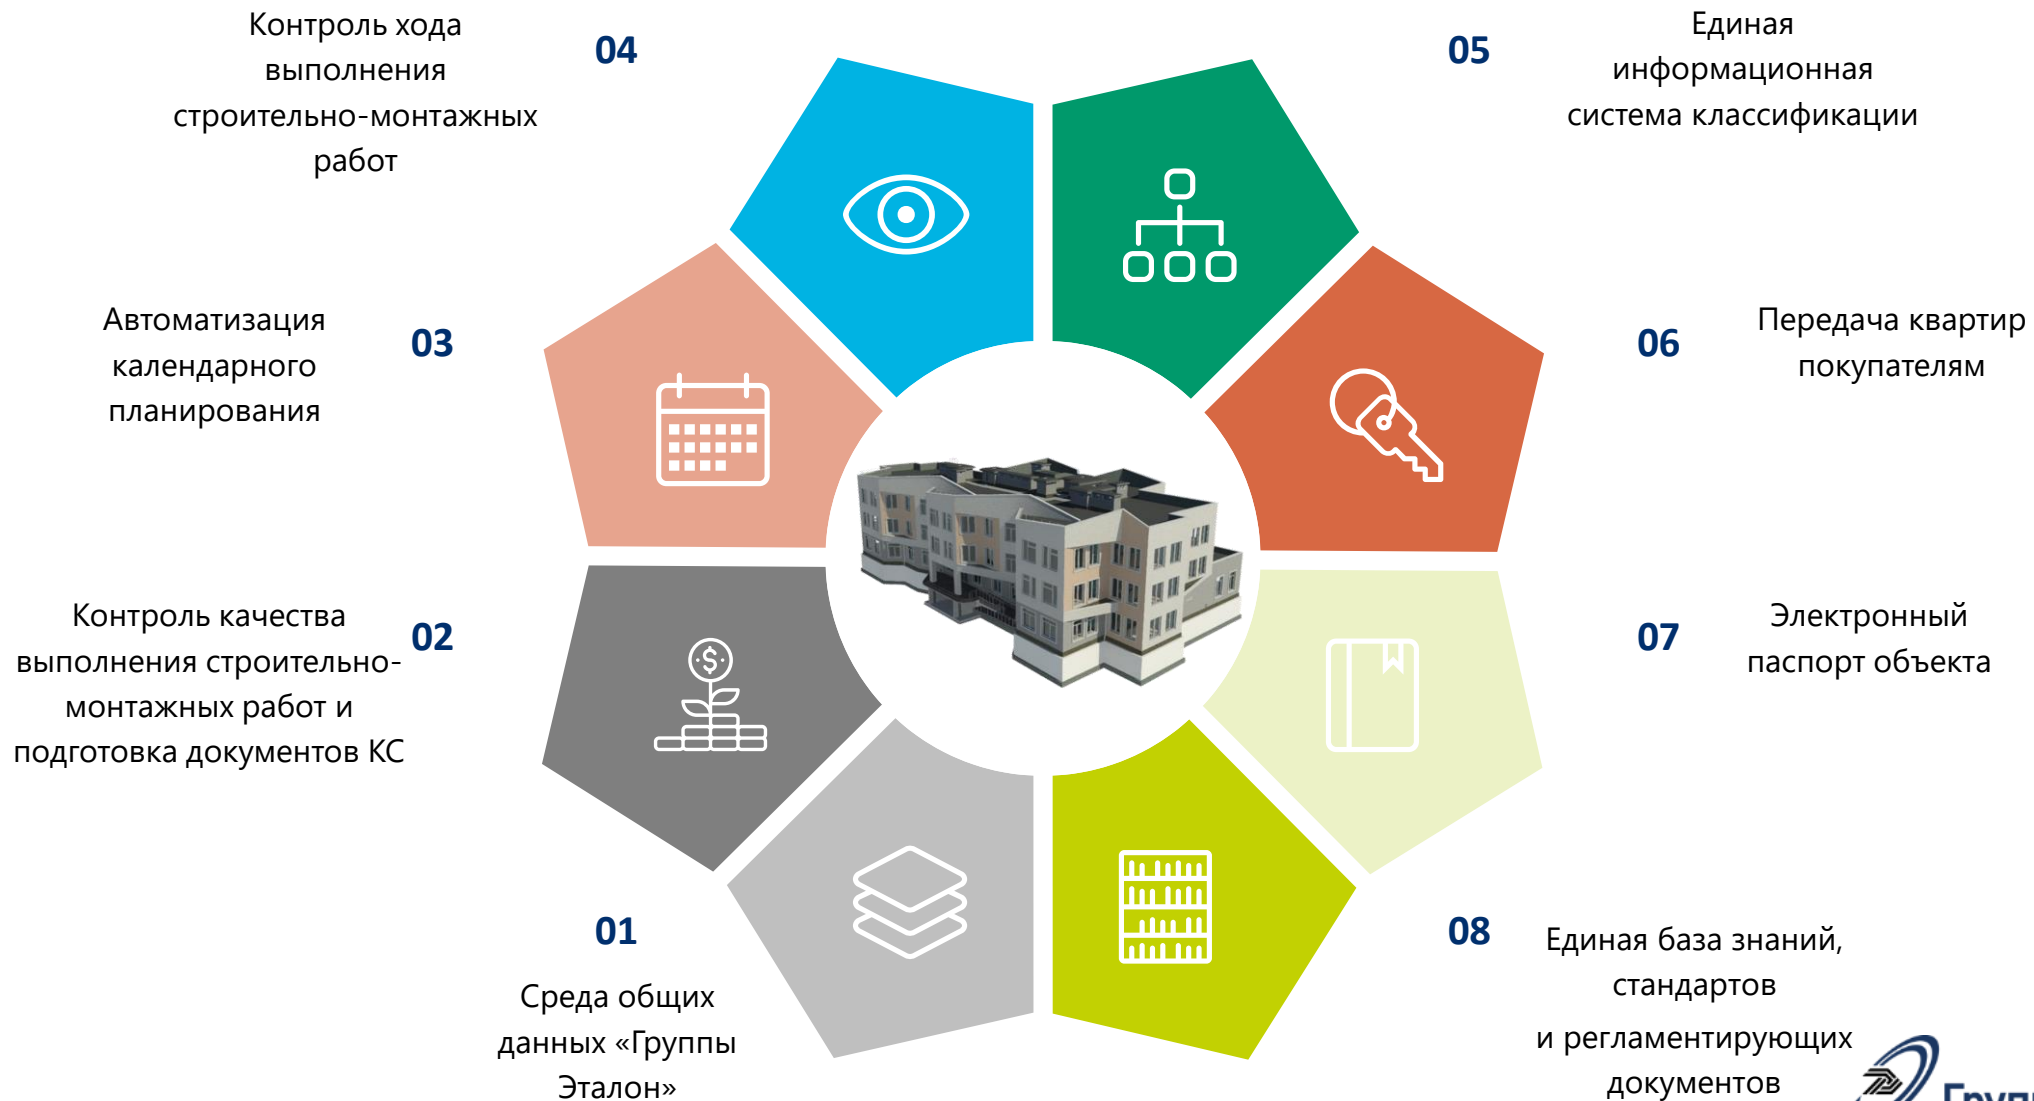 04
Контроль хода
выполнения
строительно-монтажных
работ
05
Единая
информационная
система классификации
03
Автоматизация
календарного
планирования
06
Передача квартир
покупателям
02
Контроль качества
выполнения строительно-
монтажных работ и
подготовка документов КС
07
Электронный
паспорт объекта
01
Среда общих
данных «Группы
Эталон»
08
Единая база знаний,
стандартов
и регламентирующих
документов